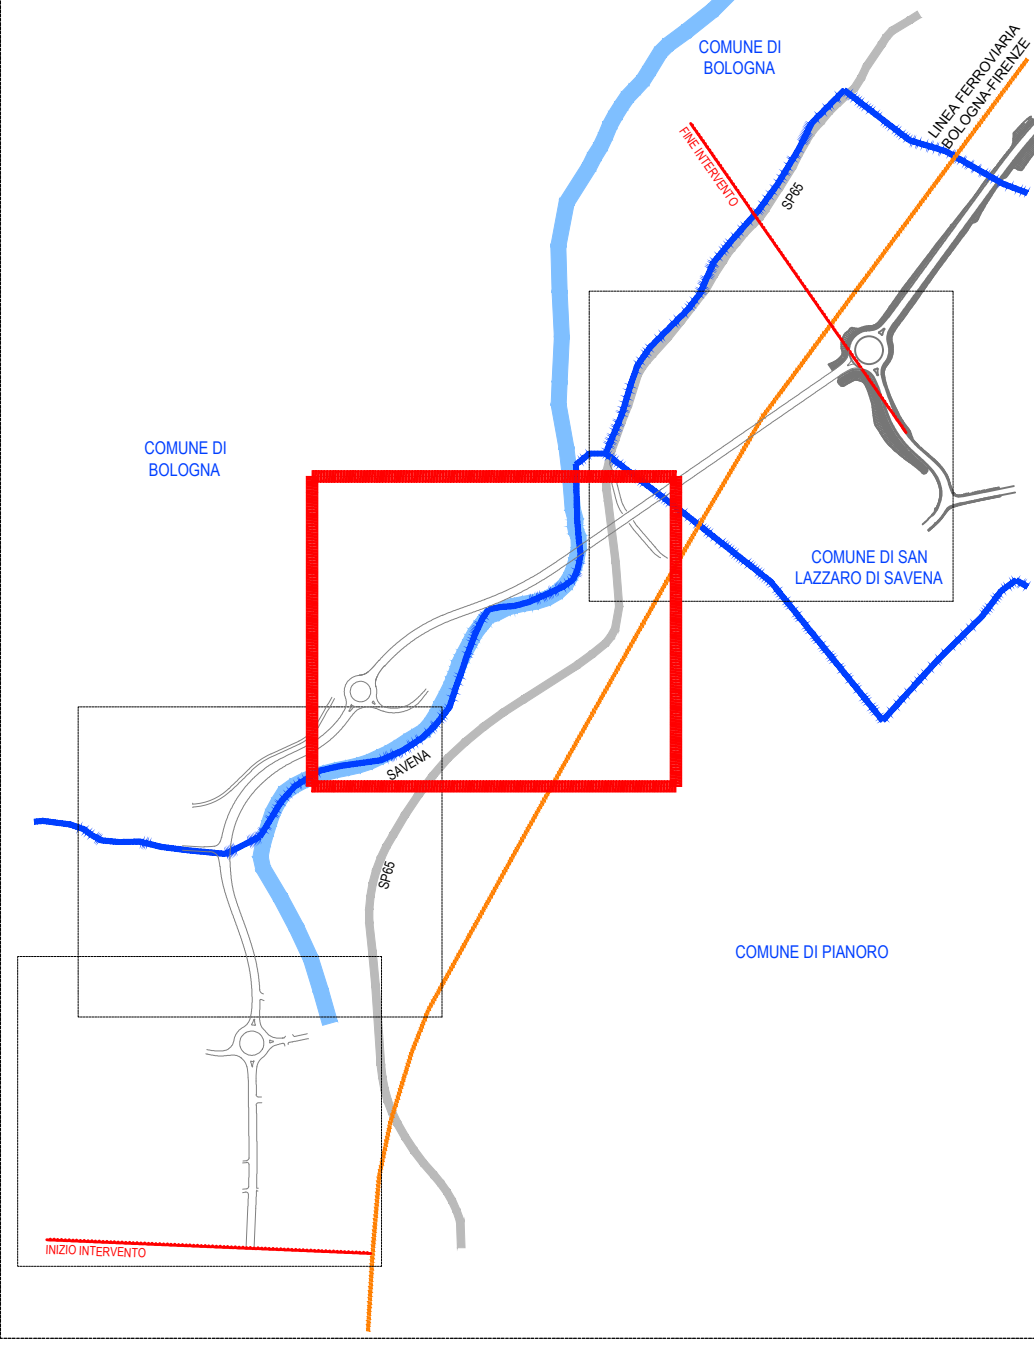 COMUNE DI
BOLOGNA
LINEA FERROVIARIA
BOLOGNA-FIRENZE
FINE INTERVENTO
SP65
COMUNE DI
BOLOGNA
COMUNE DI SAN
LAZZARO DI SAVENA
SAVENA
SP65
COMUNE DI PIANORO
INIZIO INTERVENTO